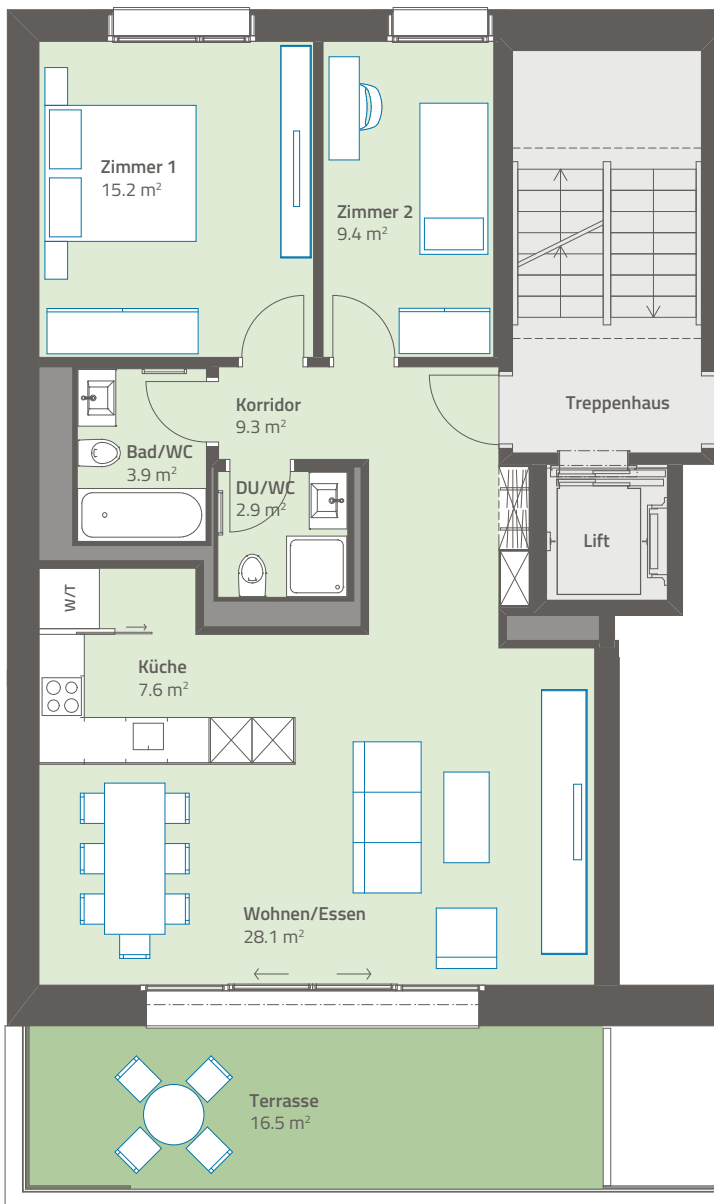 Zimmer 1
15.2 m²
Zimmer 2
9.4 m²
Korridor
9.3 m²
Treppenhaus
Bad/WC
3.9 m²
DU/WC
2.9 m²
Lift
W/T
Küche
7.6 m²
Wohnen/Essen
28.1 m²
Terrasse
16.5 m²